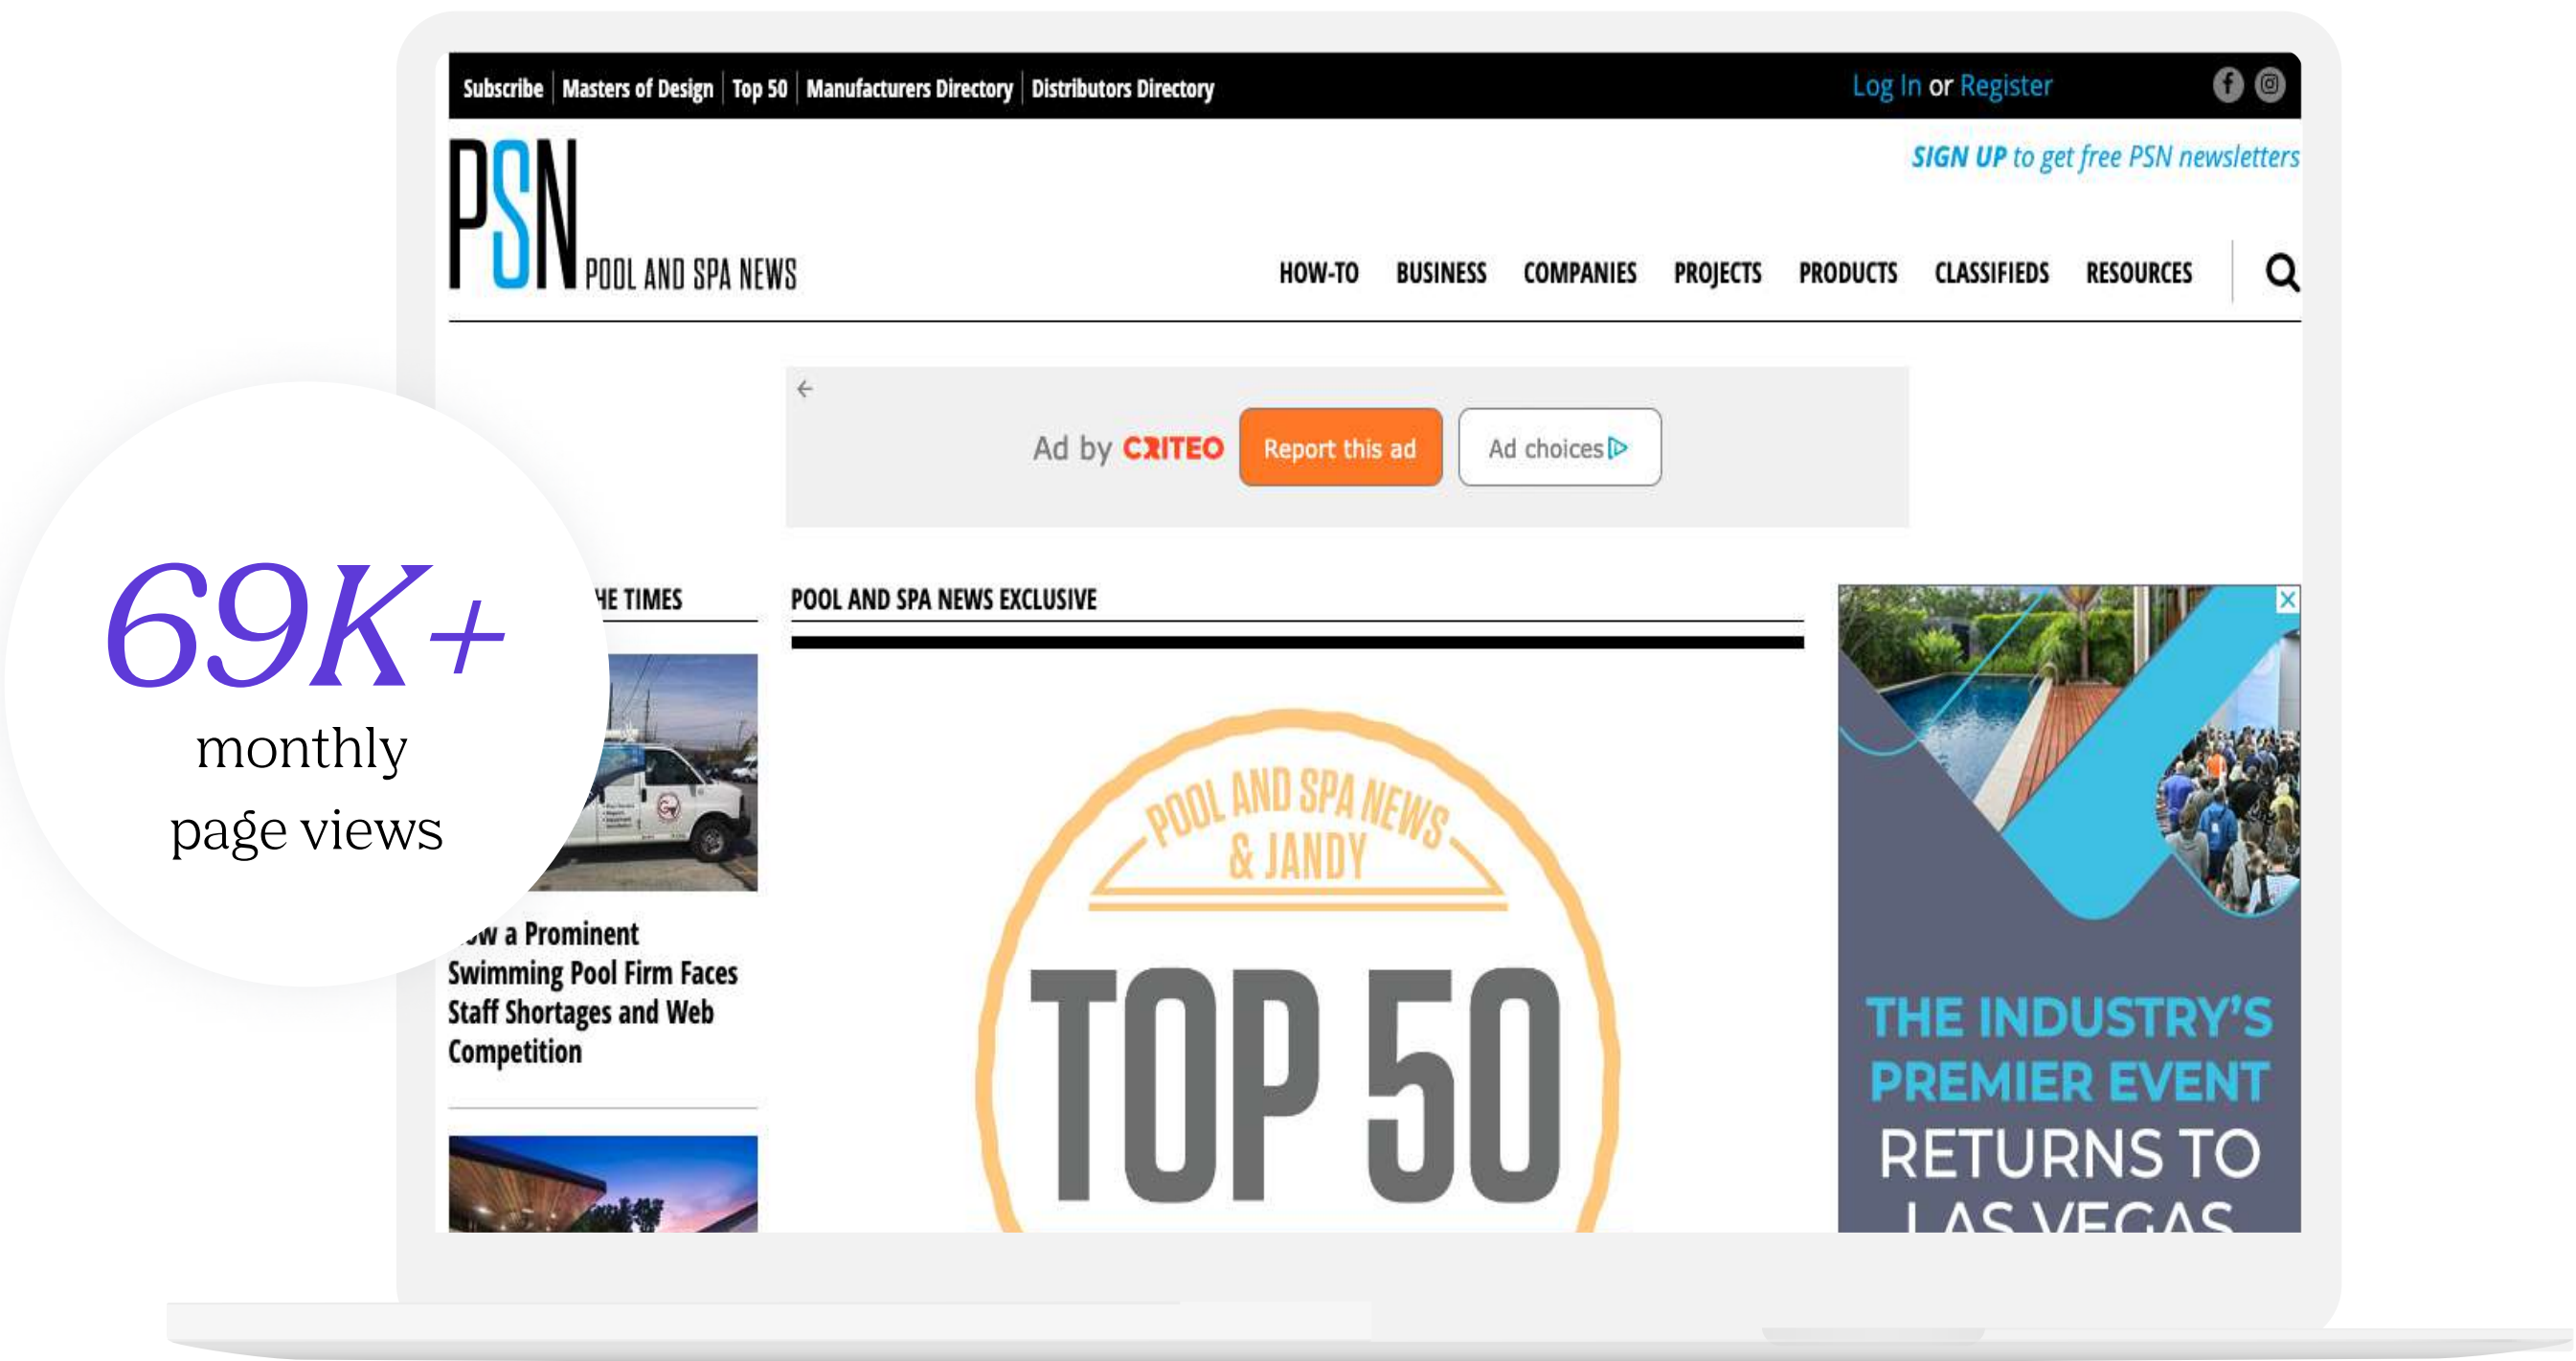 Subscribe Masters of Design Top 50 Manufacturers Directory Distributors Directory
Log In or Register
SIGN UP to get free PSN newsletters
PSN
POOL AND SPA NEWS
HOW-TO BUSINESS COMPANIES PROJECTS PRODUCTS CLASSIFIEDS RESOURCES
Ad by CRITEO
Report this ad
Ad choices
69K+
monthly
page views
HE TIMES
a Prominent
Swimming Pool Firm Faces
Staff Shortages and Web
Competition
POOL AND SPA NEWS EXCLUSIVE
POOL AND SPA NEWS
& JANDY
TOP 50
THE INDUSTRY'S
PREMIER EVENT
RETURNS TO
LAS VEGAS